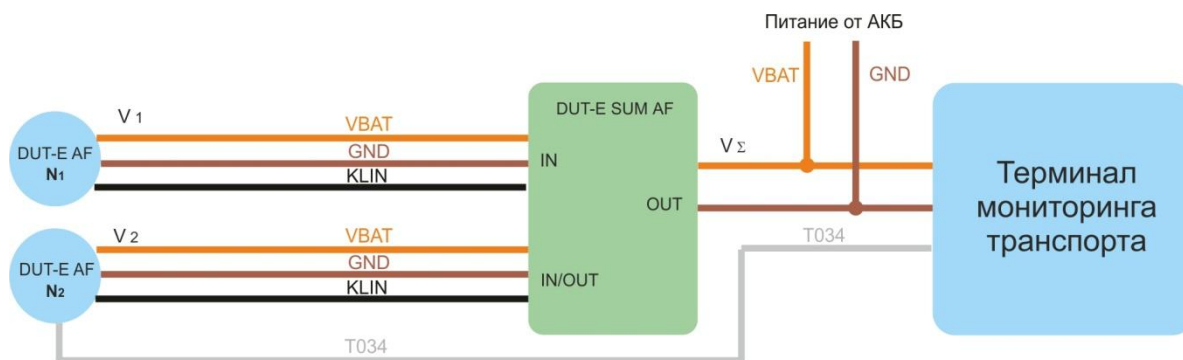 Питание от АКБ
VBAT
GND
V 1
VBAT
GND
KLIN
DUT-E AF
N1
DUT-E SUM AF
IN
V Σ
OUT
Терминал
мониторинга
транспорта
V 2
VBAT
GND
KLIN
DUT-E AF
N2
IN/OUT
T034
T034